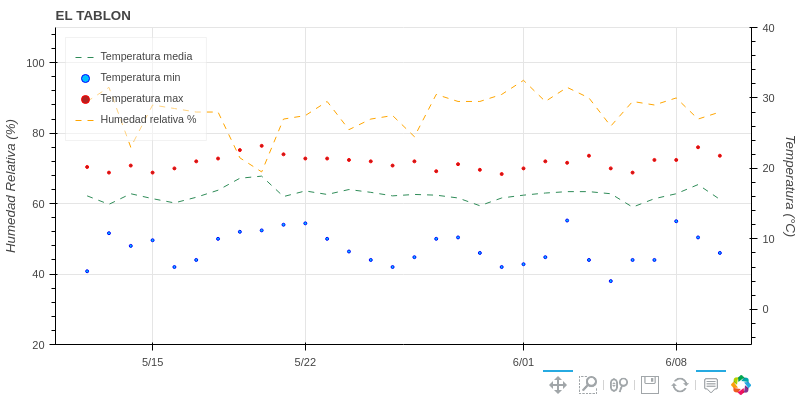 EL TABLON
Temperatura media
Temperatura min
Temperatura max
Humedad relativa %
Humedad Relativa (%)
100
80
60
40
20
Temperatura (°C)
40
30
20
10
0
5/15
5/22
6/01
6/08